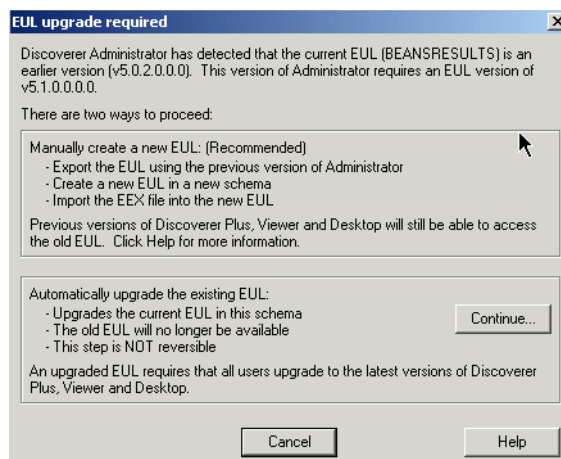 EUL upgrade required
Discoverer Administrator has detected that the current EUL (BEANSRESULTS) is an
earlier version (v5.0.2.0.0.0). This version of Administrator requires an EUL version of
v5.1.0.0.0.0.
There are two ways to proceed:
Manually create a new EUL: (Recommended)
- Export the EUL using the previous version of Administrator
- Create a new EUL in a new schema
- Import the EEX file into the new EUL
Previous versions of Discoverer Plus, Viewer and Desktop will still be able to access
the old EUL. Click Help for more information.
Automatically upgrade the existing EUL:
- Upgrades the current EUL in this schema
- The old EUL will no longer be available
- This step is NOT reversible
Continue...
An upgraded EUL requires that all users upgrade to the latest versions of Discoverer
Plus, Viewer and Desktop.
Cancel
Help